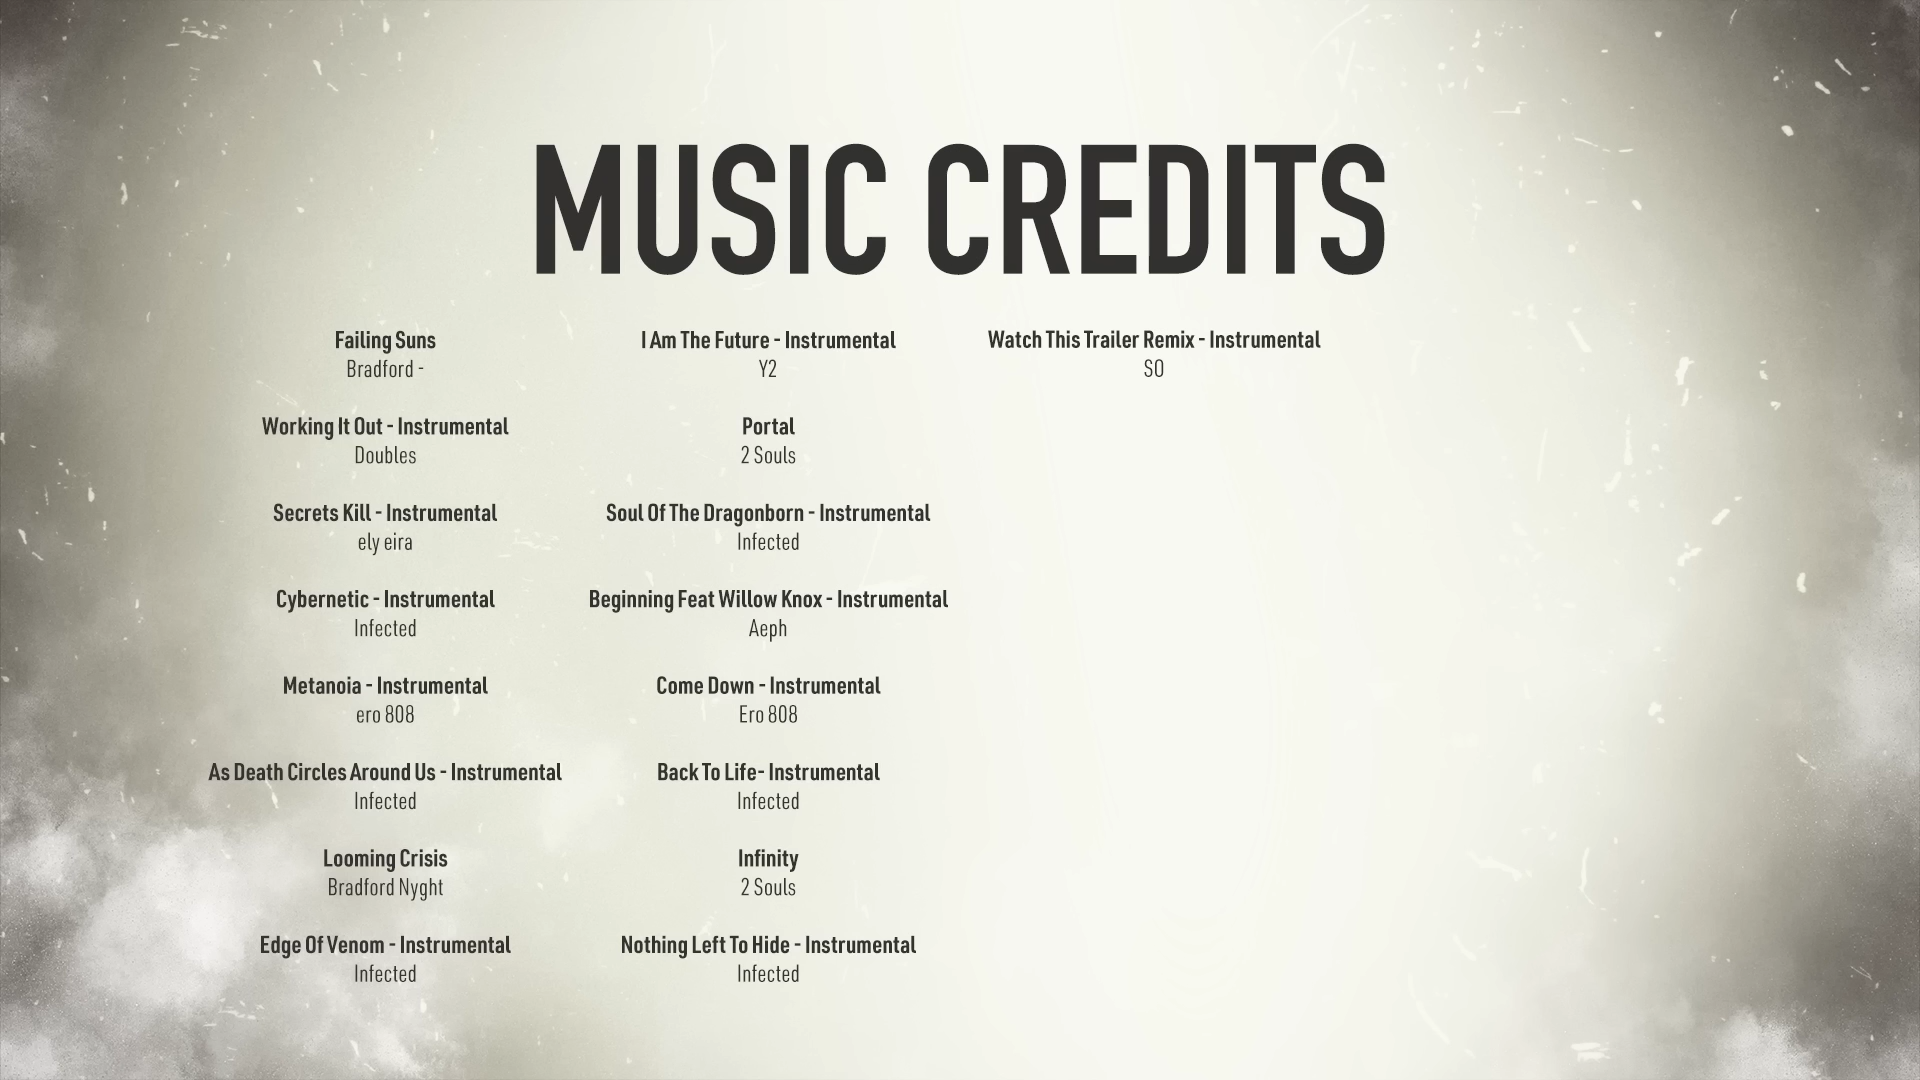 MUSIC CREDITS
Failing Suns
Bradford -
Working It Out - Instrumental
Doubles
Secrets Kill - Instrumental
ely eira
Cybernetic - Instrumental
Infected
Metanoia - Instrumental
ero 808
As Death Circles Around Us - Instrumental
Infected
Looming Crisis
Bradford Nyght
Edge Of Venom - Instrumental
Infected
I Am The Future - Instrumental
Y2
Portal
2 Souls
Soul Of The Dragonborn - Instrumental
Infected
Beginning Feat Willow Knox - Instrumental
Aeph
Come Down - Instrumental
Ero 808
Back To Life- Instrumental
Infected
Infinity
2 Souls
Nothing Left To Hide - Instrumental
Infected
Watch This Trailer Remix - Instrumental
SO